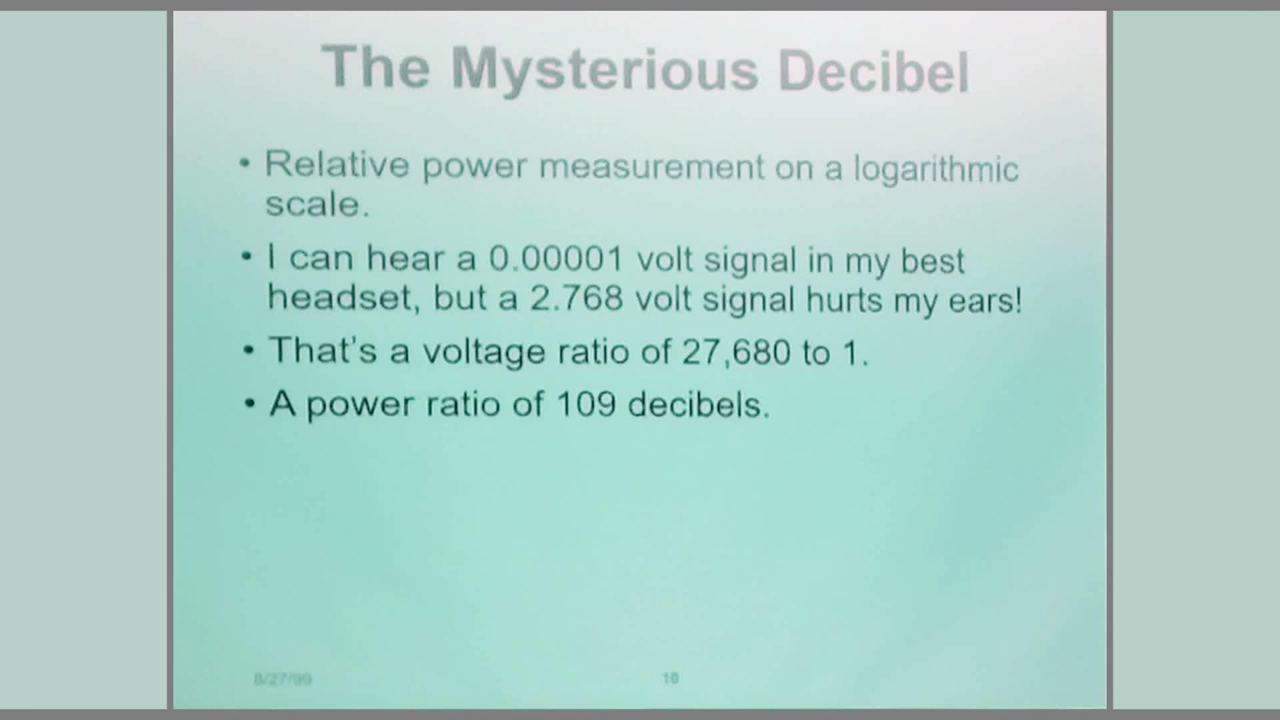 The Mysterious Decibel
• Relative power measurement on a logarithmic
scale.
• I can hear a 0.00001 volt signal in my best
headset, but a 2.768 volt signal hurts my ears!
• That's a voltage ratio of 27,680 to 1.
• A power ratio of 109 decibels.
8/27/99
10